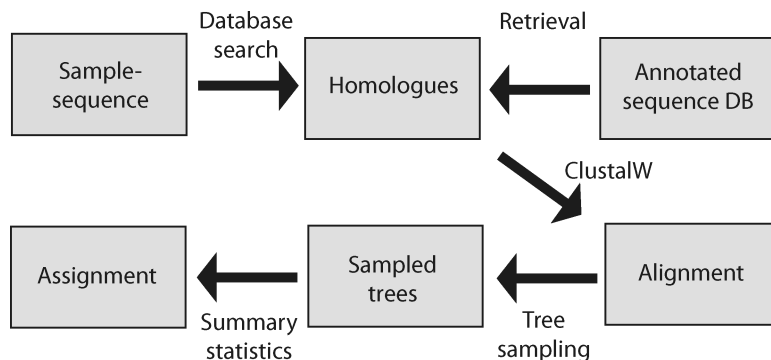 Database
search
Retrieval
Sample-
sequence
Homologues
Annotated
sequence DB
ClustalW
Assignment
Sampled
trees
Alignment
Summary
statistics
Tree
sampling